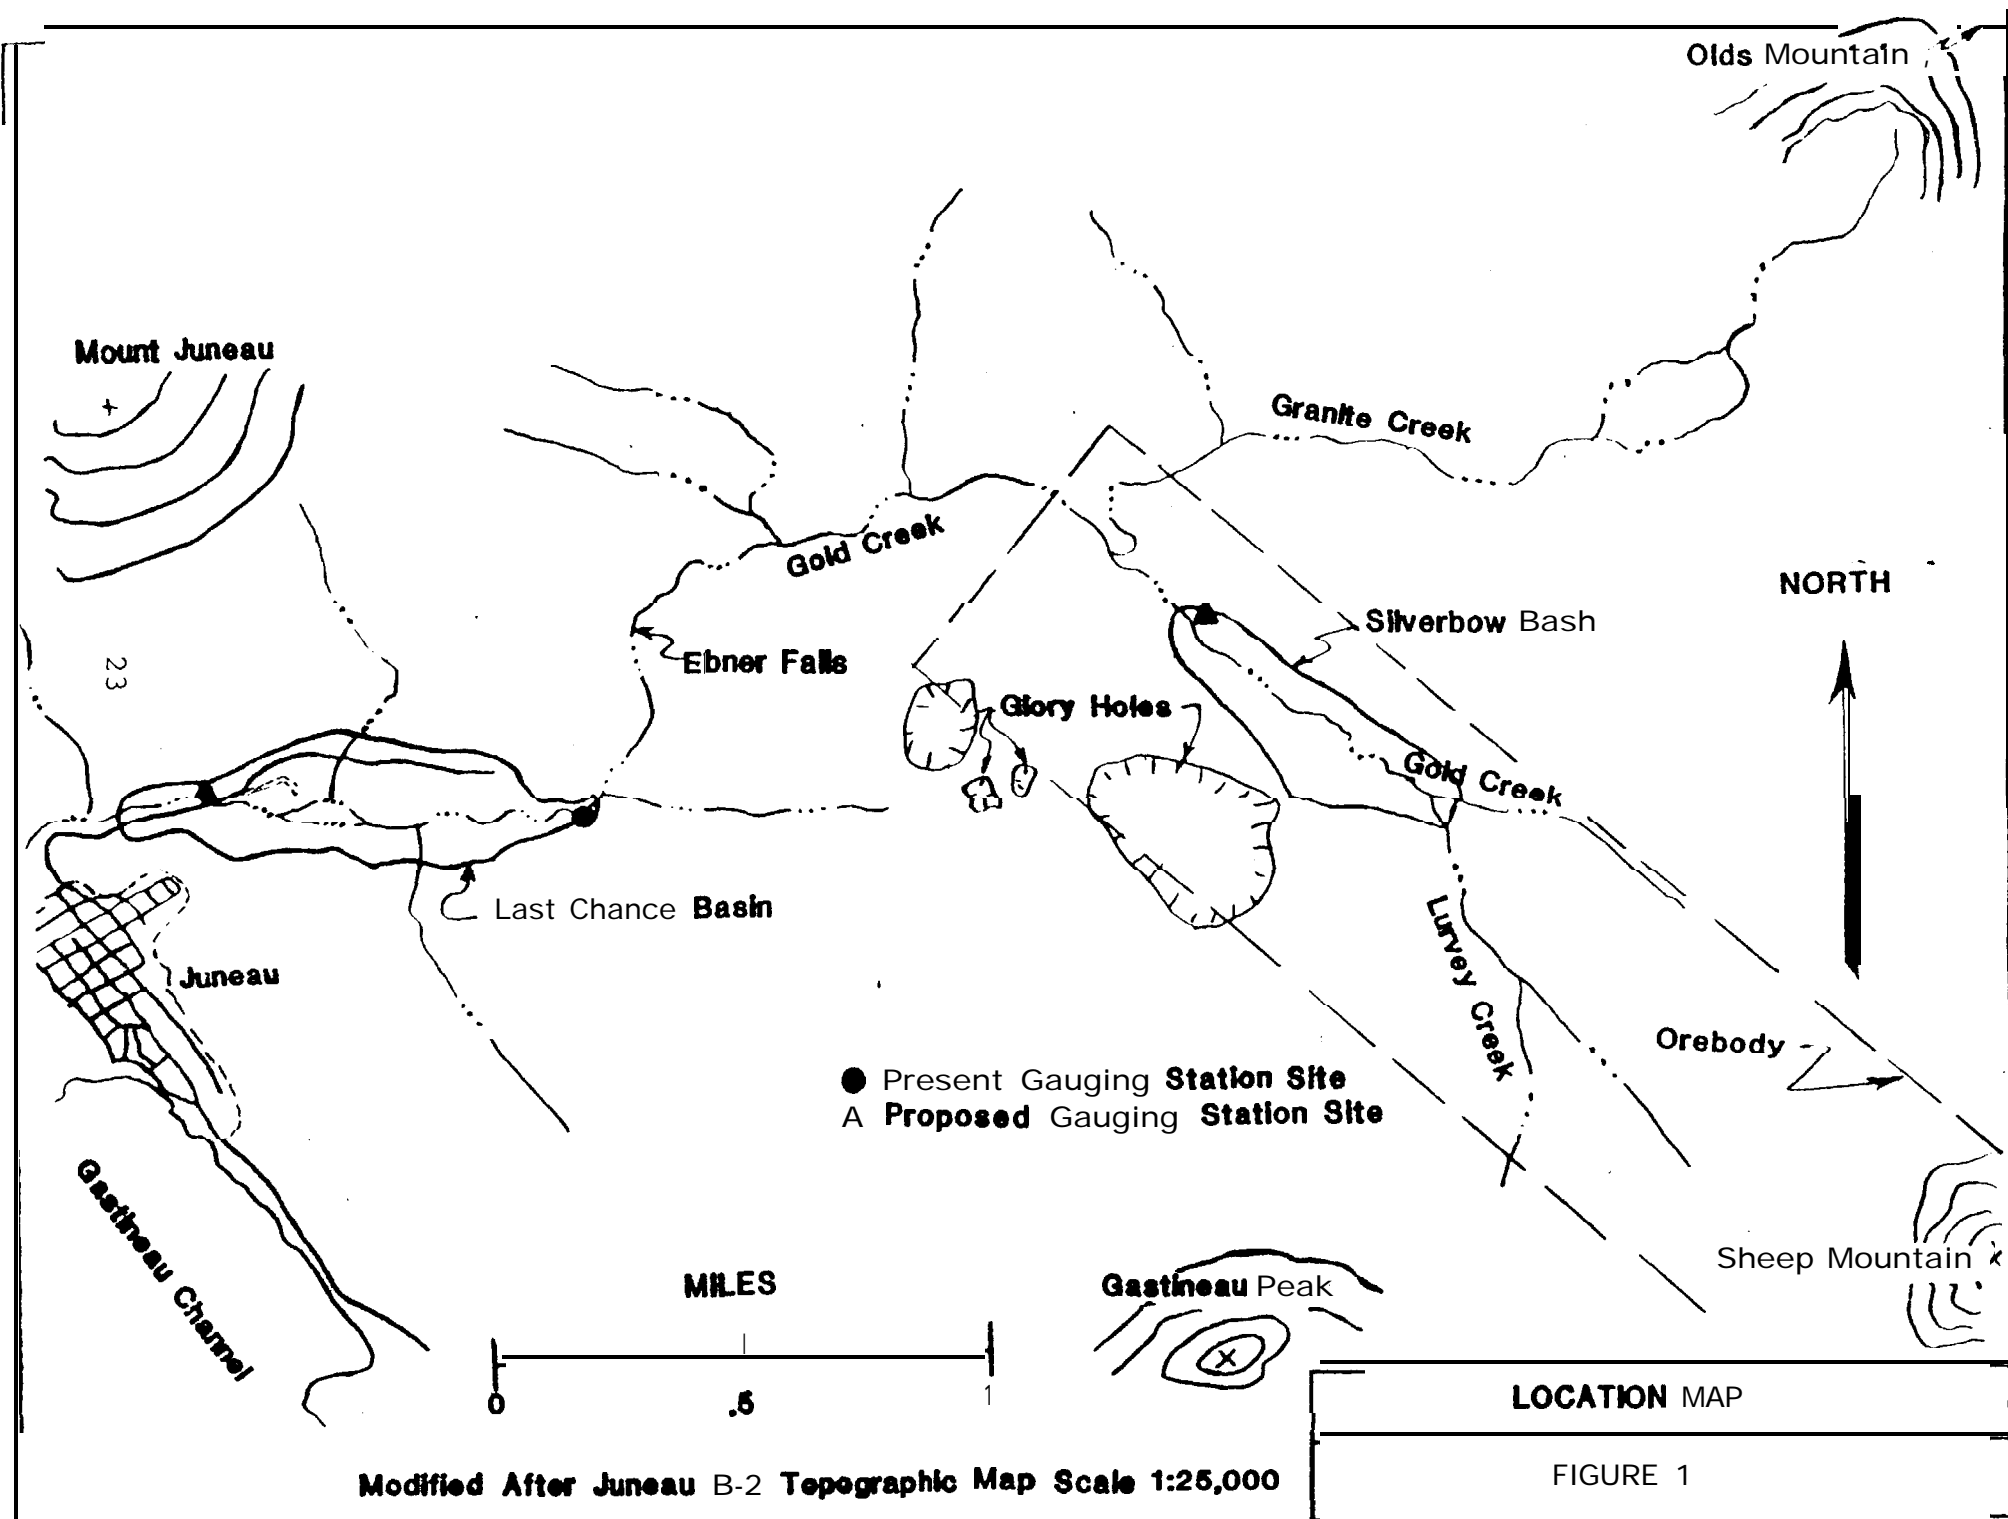 Olds Mountain
Mount Juneau
Granite Creek
Gold Creek
NORTH
Silverbow Bash
Ebner Falls
23
Glory Holes
Gold Creek
Last Chance Basin
Lurvey Creek
Juneau
Orebody
● Present Gauging Station Site
A Proposed Gauging Station Site
Gastineau Channel
Sheep Mountain
MILES
Gastineau Peak
0 .5 1
LOCATION MAP
Modified After Juneau B-2 Topographic Map Scale 1:25,000
FIGURE 1